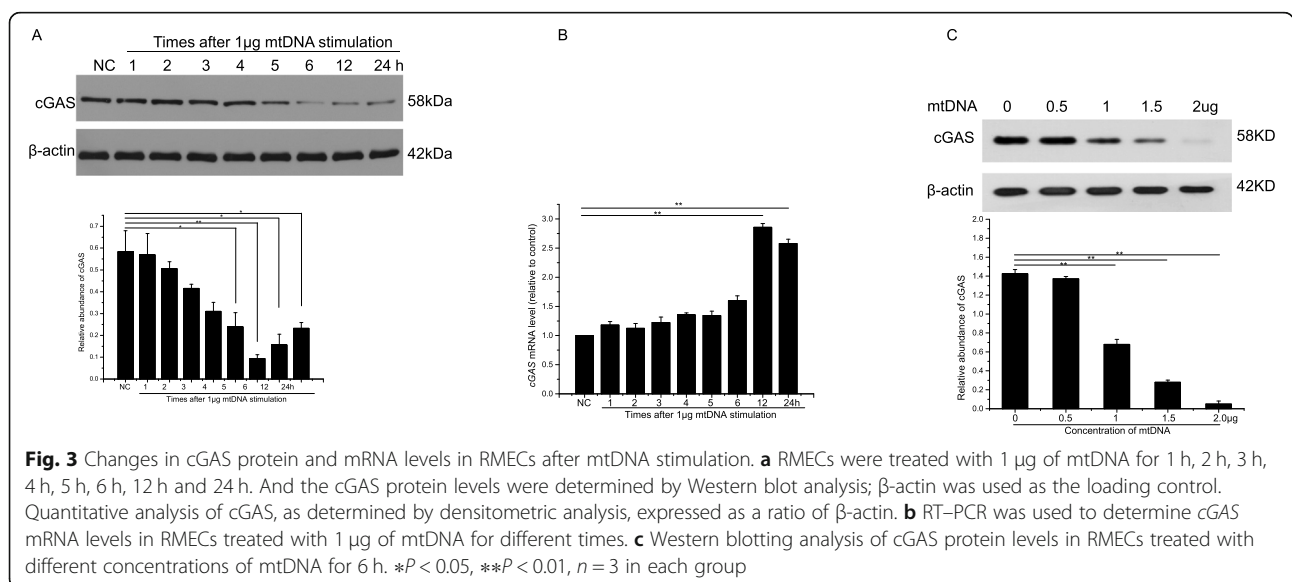 A
Times after 1µg mtDNA stimulation
NC 1 2 3 4 5 6 12 24 h
cGAS
58kDa
β-actin
42kDa
*
*
**
*
Relative abundance of cGAS
0.7
0.6
0.5
0.4
0.3
0.2
0.1
0.0
NC 1 2 3 4 5 6 12 24h
Times after 1µg mtDNA stimulation
B
**
**
cGAS mRNA level (relative to control)
3.0
2.5
2.0
1.5
1.0
0.5
0.0
NC 1 2 3 4 5 6 12 24h
Times after 1µg mtDNA stimulation
C
mtDNA 0 0.5 1 1.5 2ug
cGAS
58KD
β-actin
42KD
**
**
**
Relative abundance of cGAS
2.0
1.8
1.6
1.4
1.2
1.0
0.8
0.6
0.4
0.2
0.0
0 0.5 1 1.5 2.0µg
Concentration of mtDNA
Fig. 3 Changes in cGAS protein and mRNA levels in RMECs after mtDNA stimulation. a RMECs were treated with 1 µg of mtDNA for 1 h, 2 h, 3 h,
4 h, 5 h, 6 h, 12 h and 24 h. And the cGAS protein levels were determined by Western blot analysis; β-actin was used as the loading control.
Quantitative analysis of cGAS, as determined by densitometric analysis, expressed as a ratio of β-actin. b RT–PCR was used to determine cGAS
mRNA levels in RMECs treated with 1 µg of mtDNA for different times. c Western blotting analysis of cGAS protein levels in RMECs treated with
different concentrations of mtDNA for 6 h. ∗P < 0.05, ∗∗P < 0.01, n = 3 in each group